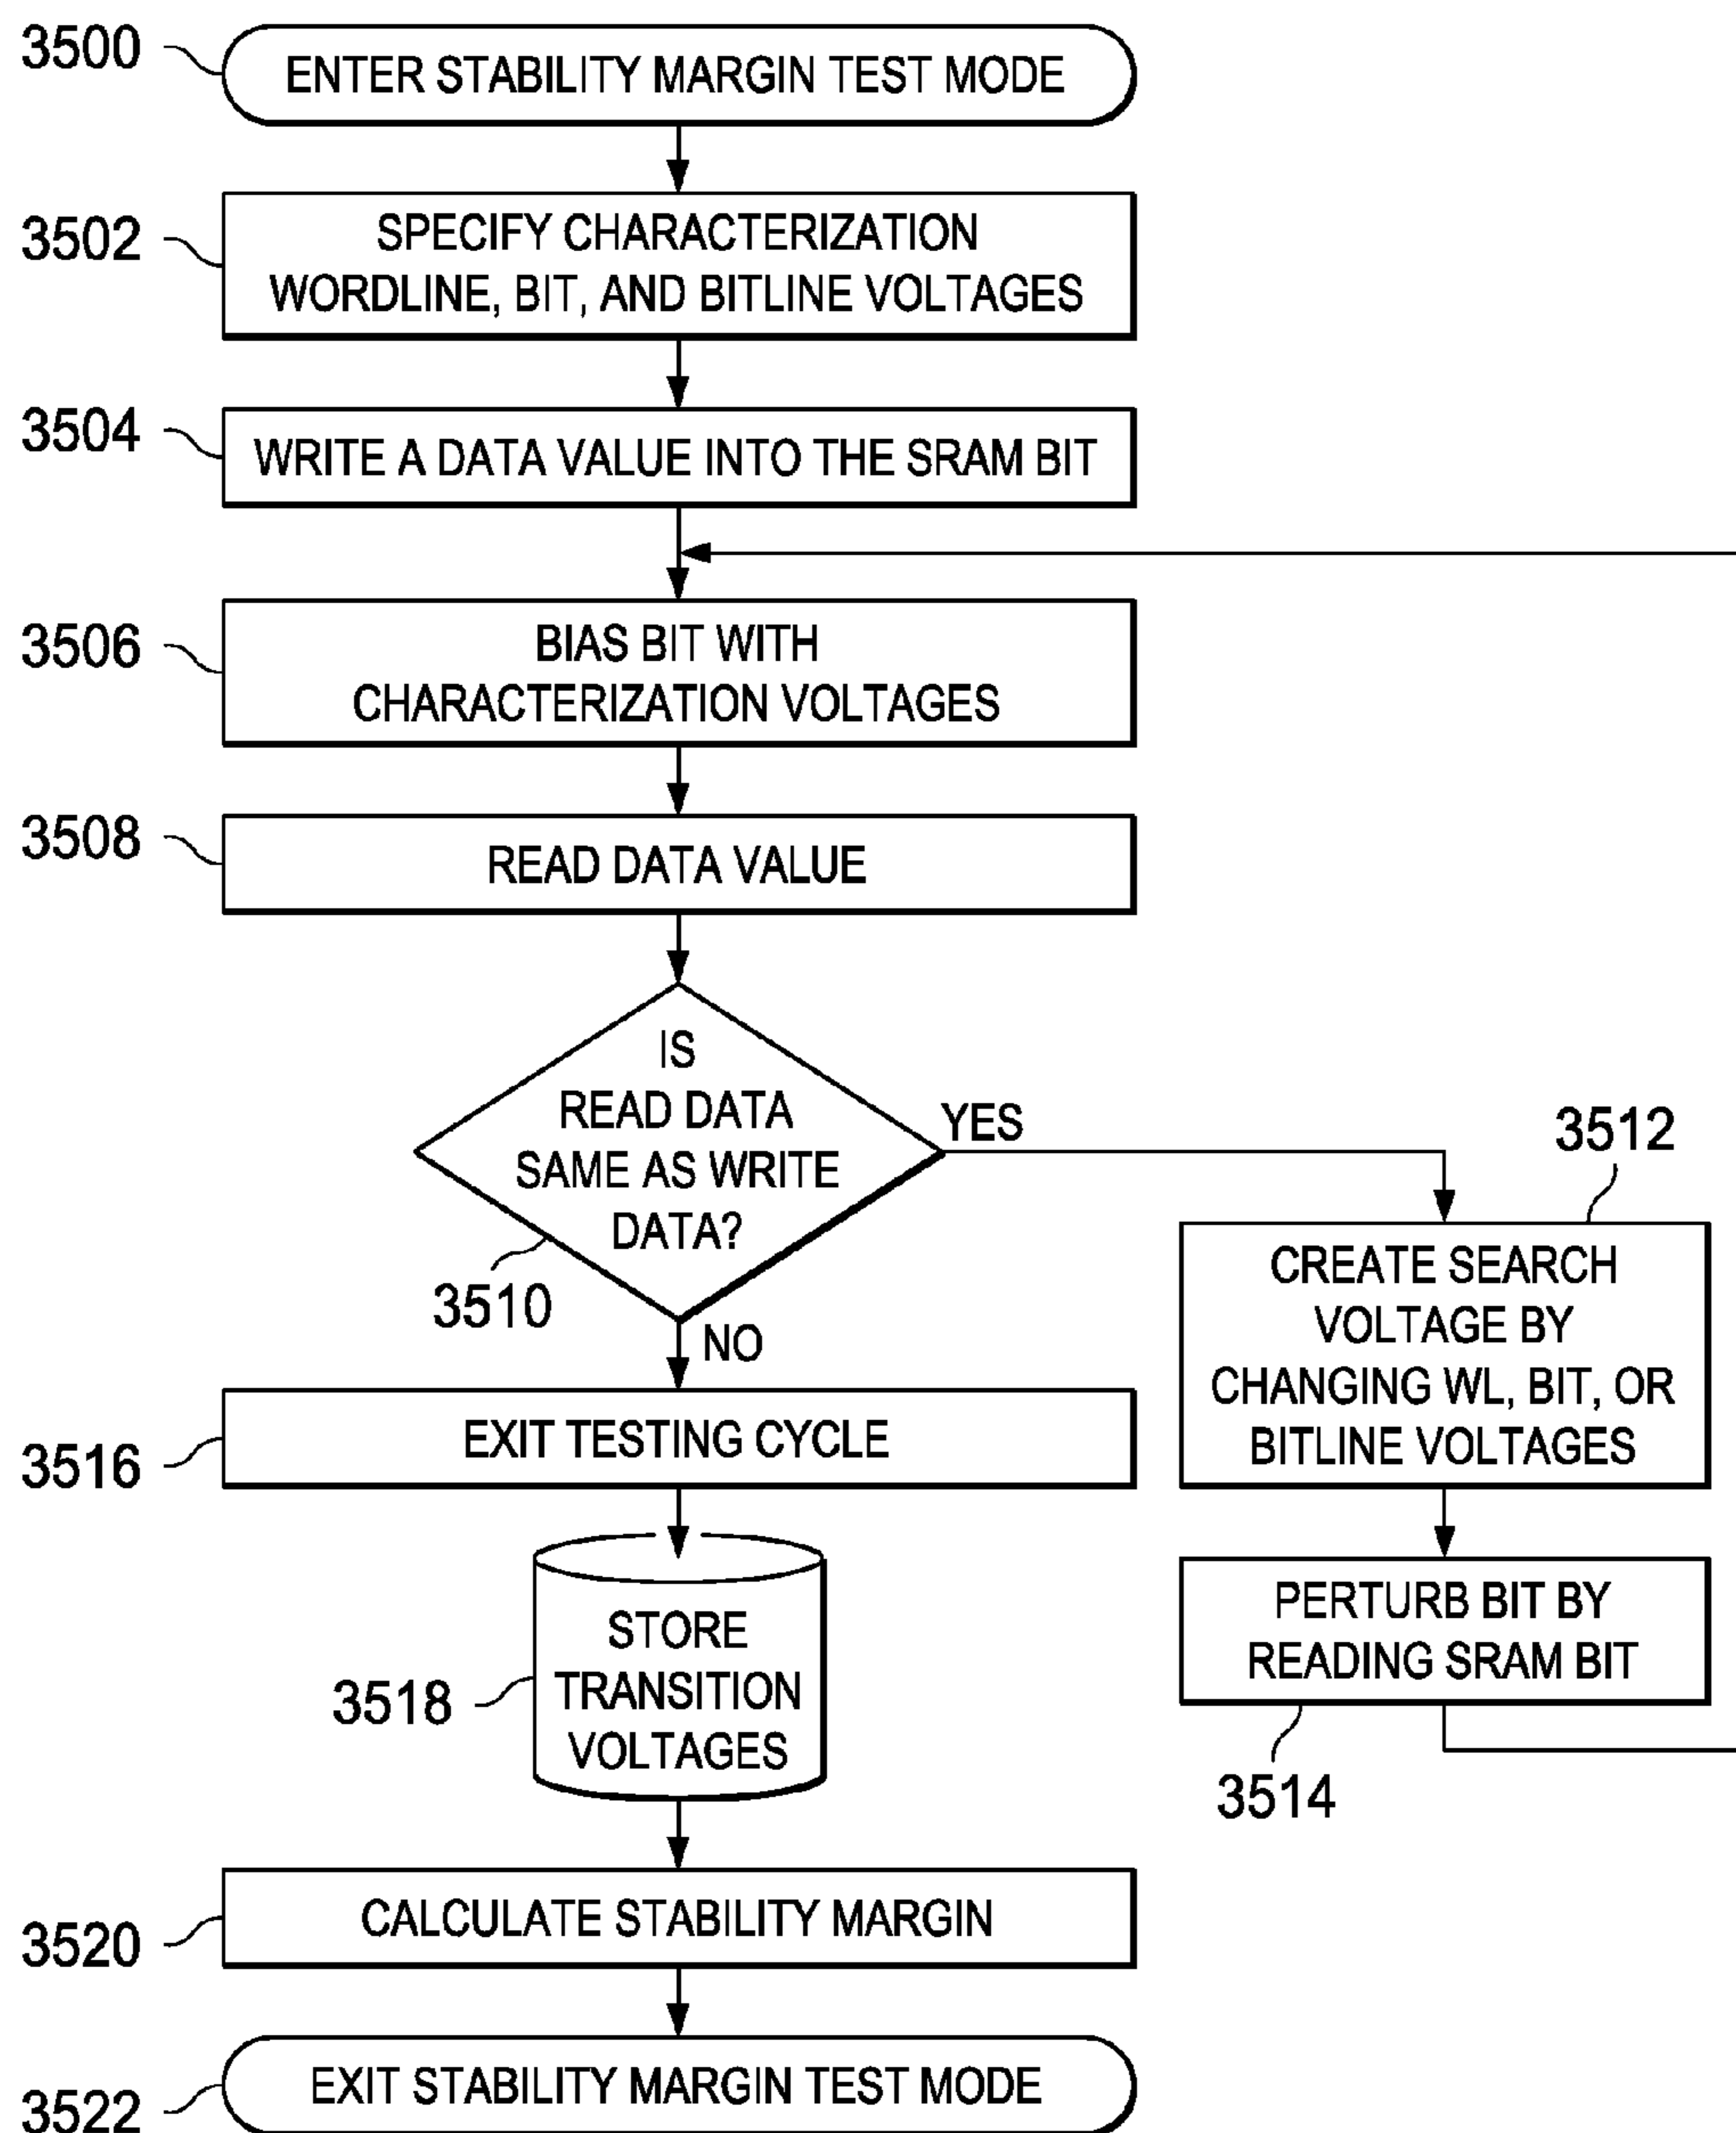 3500
ENTER STABILITY MARGIN TEST MODE
3502
SPECIFY CHARACTERIZATION
WORDLINE, BIT, AND BITLINE VOLTAGES
3504
WRITE A DATA VALUE INTO THE SRAM BIT
3506
BIAS BIT WITH
CHARACTERIZATION VOLTAGES
3508
READ DATA VALUE
IS
READ DATA
SAME AS WRITE
DATA?
3510
YES
3512
CREATE SEARCH
VOLTAGE BY
CHANGING WL, BIT, OR
BITLINE VOLTAGES
PERTURB BIT BY
READING SRAM BIT
3514
NO
3516
EXIT TESTING CYCLE
3518
STORE
TRANSITION
VOLTAGES
3520
CALCULATE STABILITY MARGIN
3522
EXIT STABILITY MARGIN TEST MODE